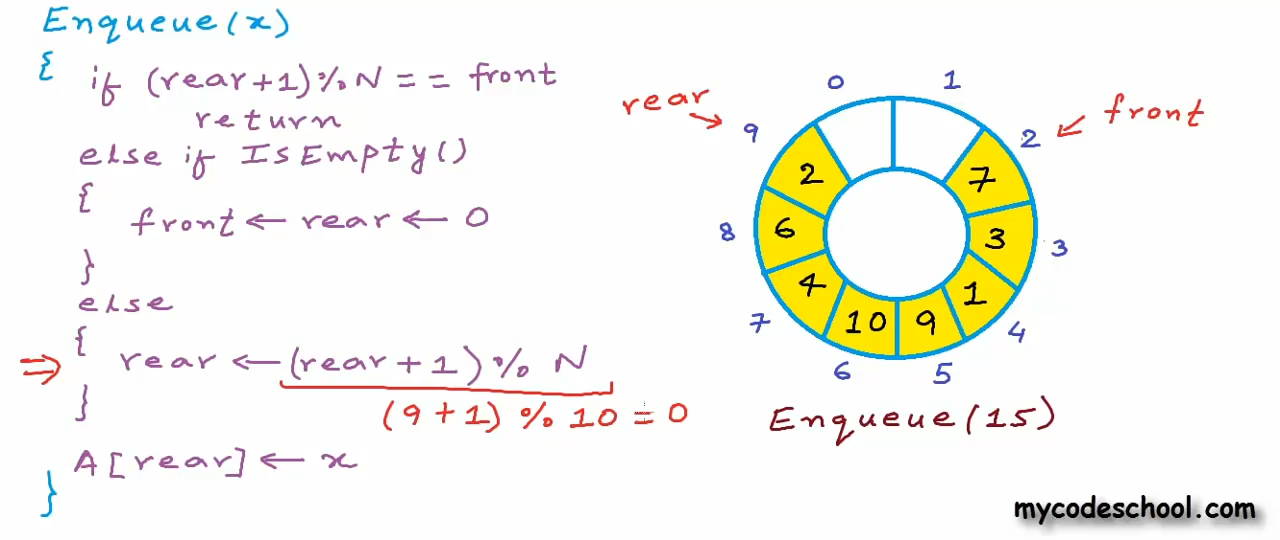 Enqueue(x)
{
if (rear+1)%N == front
return
else if IsEmpty()
{
front ← rear ← 0
}
else
{
⇒ rear ← (rear+1)% N
(9+1) % 10 = 0
}
A[rear] ← x
}
rear →
0
1
front
9
2
2
7
8
6
3
3
4
1
7
10
9
4
6
5
Enqueue(15)
mycodeschool.com